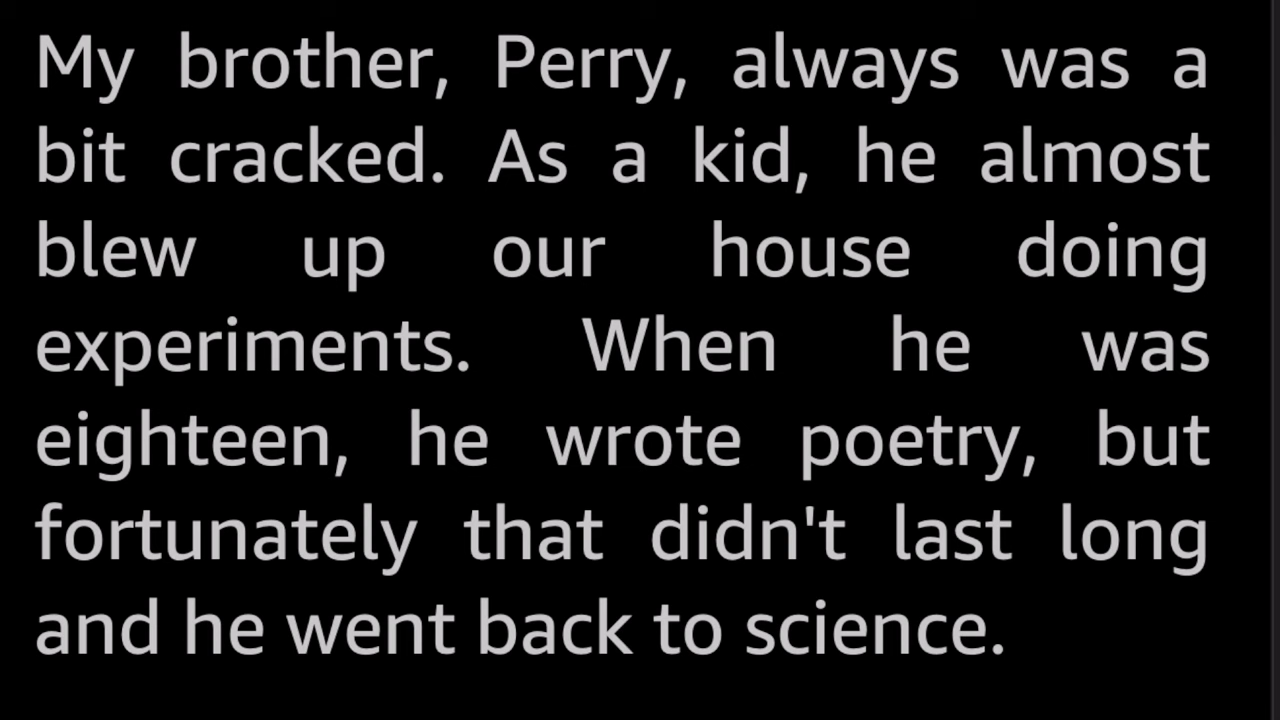 My brother, Perry, always was a
bit cracked. As a kid, he almost
blew up our house doing
experiments. When he was
eighteen, he wrote poetry, but
fortunately that didn't last long
and he went back to science.